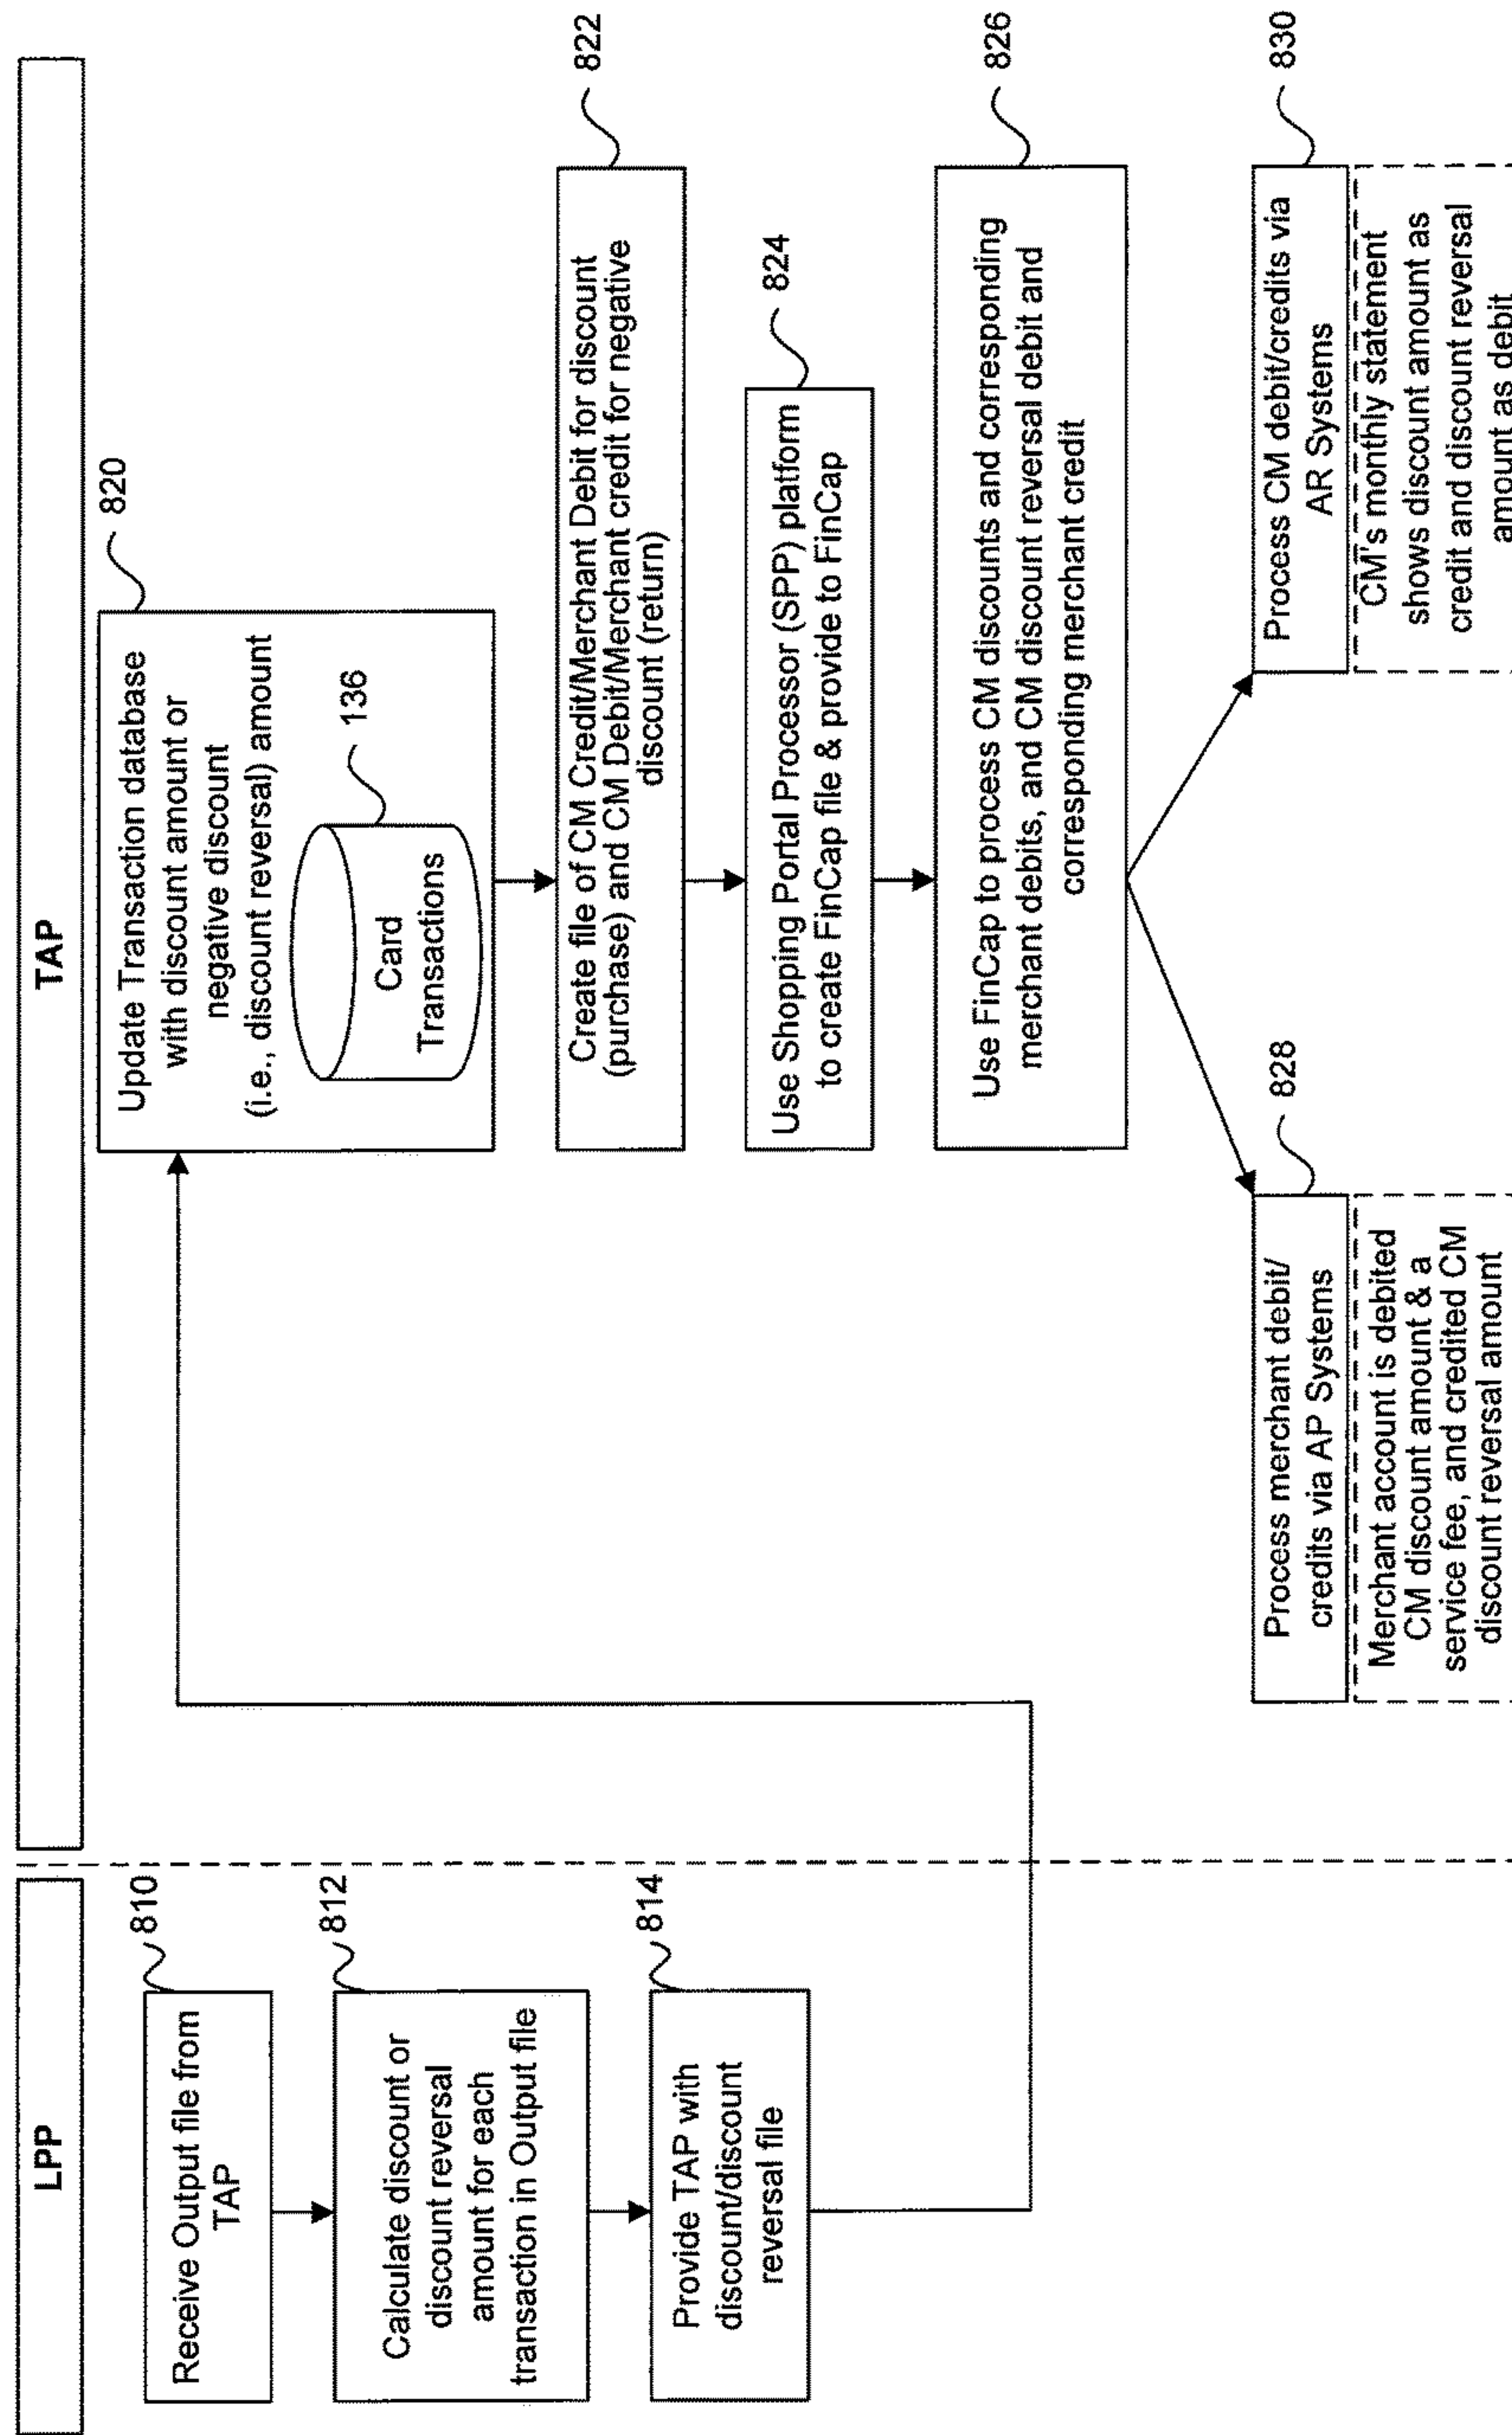 LPP
810
Receive Output file from
TAP
812
Calculate discount or
discount reversal
amount for each
transaction in Output file
814
Provide TAP with
discount/discount
reversal file
TAP
820
Update Transaction database
with discount amount or
negative discount
(i.e., discount reversal) amount
136
Card
Transactions
822
Create file of CM Credit/Merchant Debit for discount
(purchase) and CM Debit/Merchant credit for negative
discount (return)
824
Use Shopping Portal Processor (SPP) platform
to create FinCap file & provide to FinCap
826
Use FinCap to process CM discounts and corresponding
merchant debits, and CM discount reversal debit and
corresponding merchant credit
828
Process merchant debit/
credits via AP Systems
Merchant account is debited
CM discount amount & a
service fee, and credited CM
discount reversal amount
830
Process CM debit/credits via
AR Systems
CM's monthly statement
shows discount amount as
credit and discount reversal
amount as debit